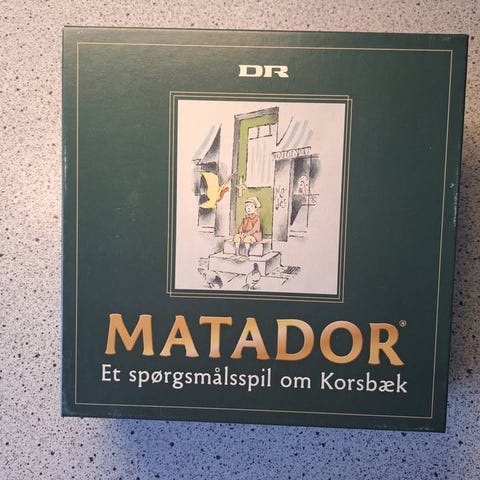 DR
MATADOR®
Et spørgsmålsspil om Korsbæk